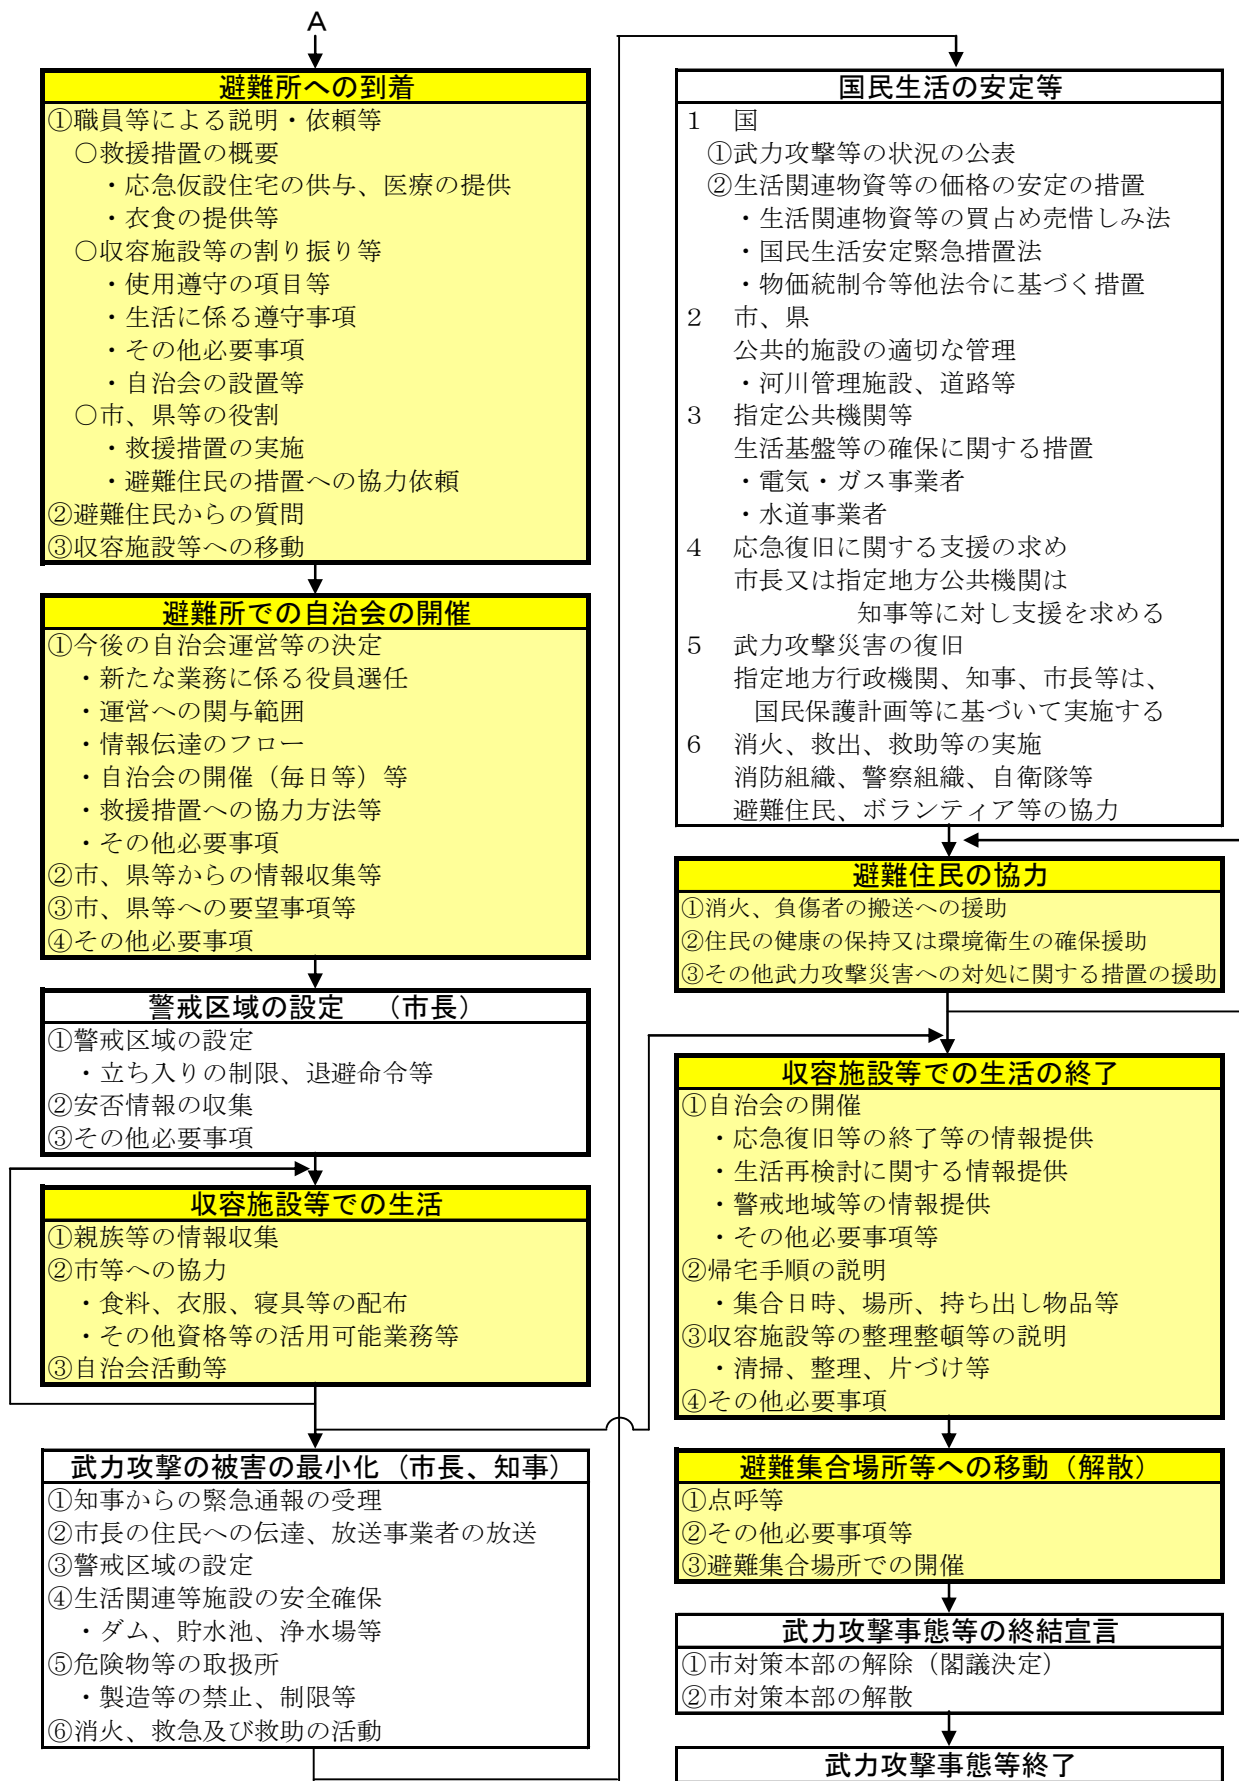 A
避難所への到着
①職員等による説明・依頼等
○救援措置の概要
・応急仮設住宅の供与、医療の提供
・衣食の提供等
○収容施設等の割り振り等
・使用遵守の項目等
・生活に係る遵守事項
・その他必要事項
・自治会の設置等
○市、県等の役割
・救援措置の実施
・避難住民の措置への協力依頼
②避難住民からの質問
③収容施設等への移動
避難所での自治会の開催
①今後の自治会運営等の決定
・新たな業務に係る役員選任
・運営への関与範囲
・情報伝達のフロー
・自治会の開催（毎日等）等
・救援措置への協力方法等
・その他必要事項
②市、県等からの情報収集等
③市、県等への要望事項等
④その他必要事項
警戒区域の設定　（市長）
①警戒区域の設定
・立ち入りの制限、退避命令等
②安否情報の収集
③その他必要事項
収容施設等での生活
①親族等の情報収集
②市等への協力
・食料、衣服、寝具等の配布
・その他資格等の活用可能業務等
③自治会活動等
武力攻撃の被害の最小化（市長、知事）
①知事からの緊急通報の受理
②市長の住民への伝達、放送事業者の放送
③警戒区域の設定
④生活関連等施設の安全確保
・ダム、貯水池、浄水場等
⑤危険物等の取扱所
・製造等の禁止、制限等
⑥消火、救急及び救助の活動
国民生活の安定等
１　国
①武力攻撃等の状況の公表
②生活関連物資等の価格の安定の措置
・生活関連物資等の買占め売惜しみ法
・国民生活安定緊急措置法
・物価統制令等他法令に基づく措置
２　市、県
公共的施設の適切な管理
・河川管理施設、道路等
３　指定公共機関等
生活基盤等の確保に関する措置
・電気・ガス事業者
・水道事業者
４　応急復旧に関する支援の求め
市長又は指定地方公共機関は
知事等に対し支援を求める
５　武力攻撃災害の復旧
指定地方行政機関、知事、市長等は、
国民保護計画等に基づいて実施する
６　消火、救出、救助等の実施
消防組織、警察組織、自衛隊等
避難住民、ボランティア等の協力
避難住民の協力
①消火、負傷者の搬送への援助
②住民の健康の保持又は環境衛生の確保援助
③その他武力攻撃災害への対処に関する措置の援助
収容施設等での生活の終了
①自治会の開催
・応急復旧等の終了等の情報提供
・生活再検討に関する情報提供
・警戒地域等の情報提供
・その他必要事項等
②帰宅手順の説明
・集合日時、場所、持ち出し物品等
③収容施設等の整理整頓等の説明
・清掃、整理、片づけ等
④その他必要事項
避難集合場所等への移動（解散）
①点呼等
②その他必要事項等
③避難集合場所での開催
武力攻撃事態等の終結宣言
①市対策本部の解除（閣議決定）
②市対策本部の解散
武力攻撃事態等終了